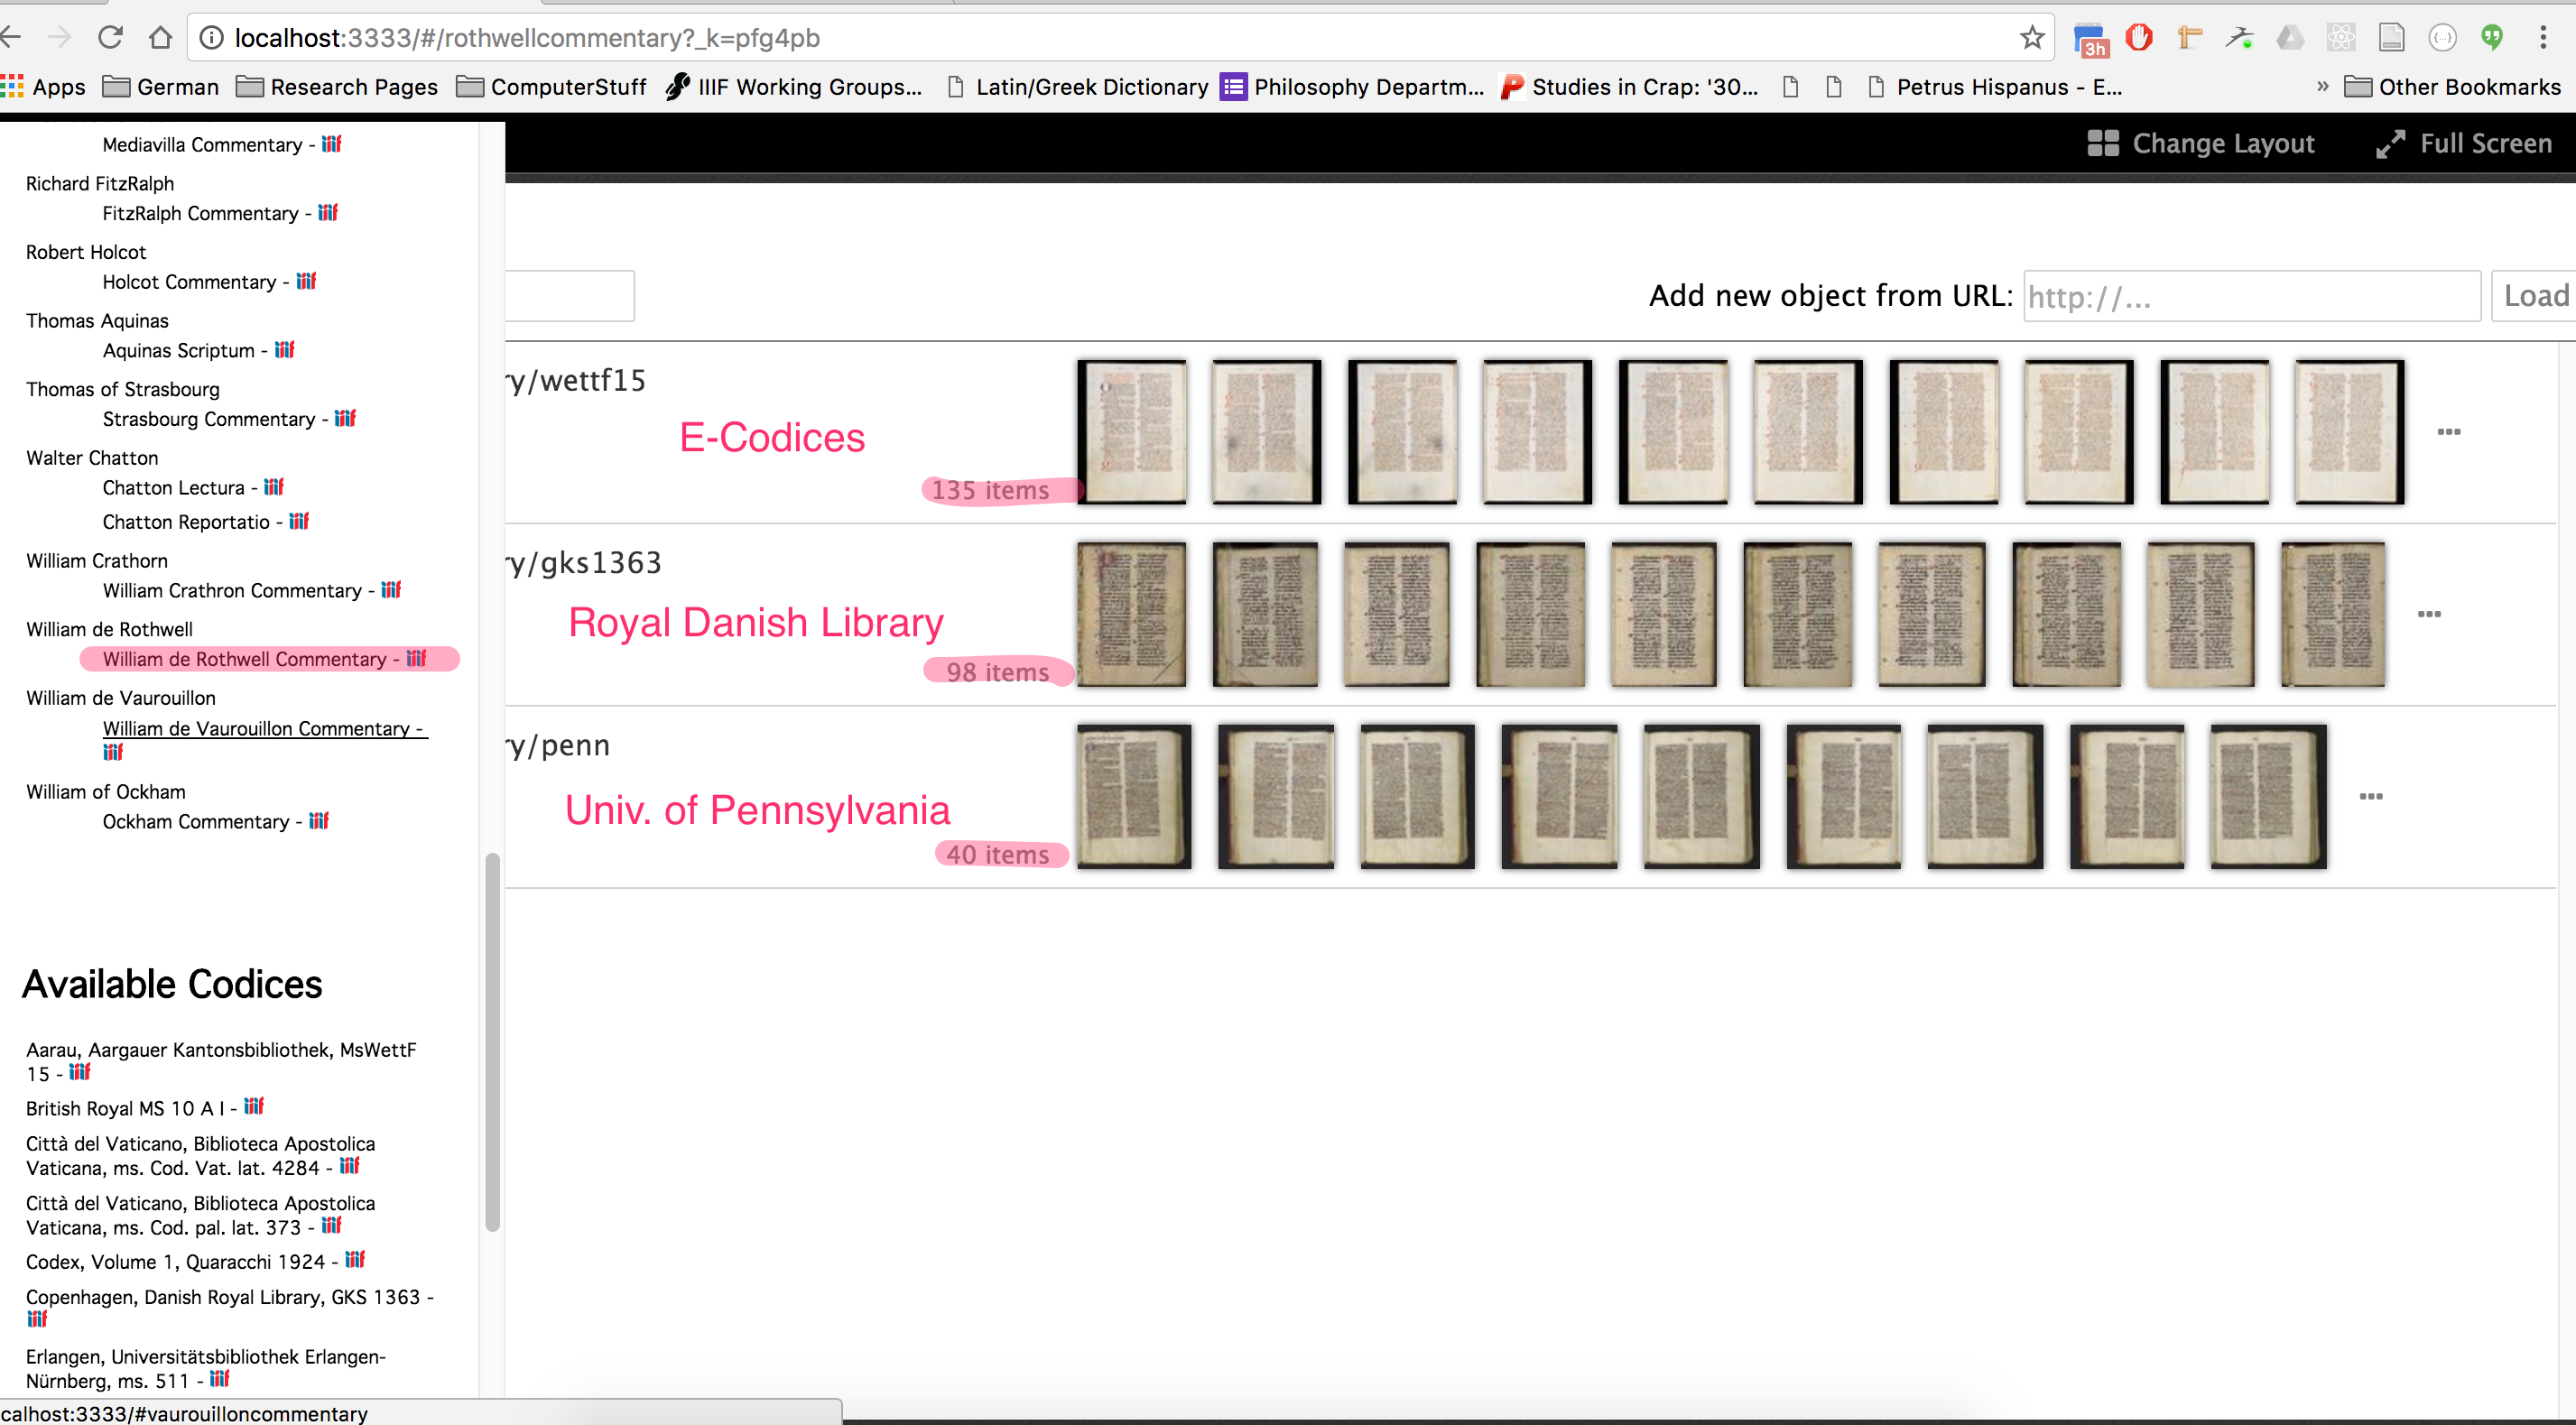 localhost:3333/#/rothwellcommentary?_k=pfg4pb
3h
Apps German Research Pages ComputerStuff IIIF Working Groups... Latin/Greek Dictionary Philosophy Departm... Studies in Crap: '30... Petrus Hispanus - E... » Other Bookmarks
Change Layout Full Screen
Mediavilla Commentary - iiif
Richard FitzRalph
FitzRalph Commentary - iiif
Robert Holcot
Holcot Commentary - iiif
Thomas Aquinas
Aquinas Scriptum - iiif
Thomas of Strasbourg
Strasbourg Commentary - iiif
Walter Chatton
Chatton Lectura - iiif
Chatton Reportatio - iiif
William Crathorn
William Crathron Commentary - iiif
William de Rothwell
William de Rothwell Commentary - iiif
William de Vaurouillon
William de Vaurouillon Commentary -
iiif
William of Ockham
Ockham Commentary - iiif
Available Codices
Aarau, Aargauer Kantonsbibliothek, MsWettF
15 - iiif
British Royal MS 10 A I - iiif
Città del Vaticano, Biblioteca Apostolica
Vaticana, ms. Cod. Vat. lat. 4284 - iiif
Città del Vaticano, Biblioteca Apostolica
Vaticana, ms. Cod. pal. lat. 373 - iiif
Codex, Volume 1, Quaracchi 1924 - iiif
Copenhagen, Danish Royal Library, GKS 1363 -
iiif
Erlangen, Universitätsbibliothek Erlangen-
Nürnberg, ms. 511 - iiif
calhost:3333/#vaurouilloncommentary
Add new object from URL: http://... Load
ry/wettf15
E-Codices
135 items
ry/gks1363
Royal Danish Library
98 items
ry/penn
Univ. of Pennsylvania
40 items